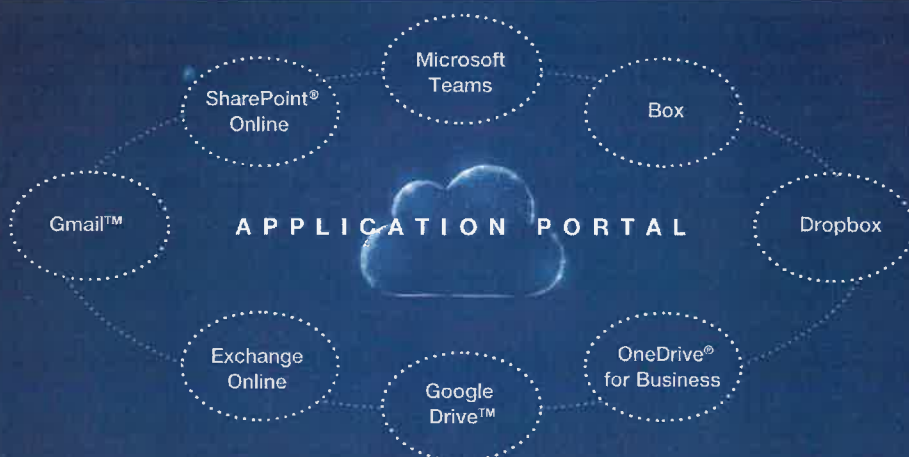 Microsoft
Teams
SharePoint®
Online
Box
Gmail™
APPLICATION PORTAL
Dropbox
Exchange
Online
Google
Drive™
OneDrive®
for Business